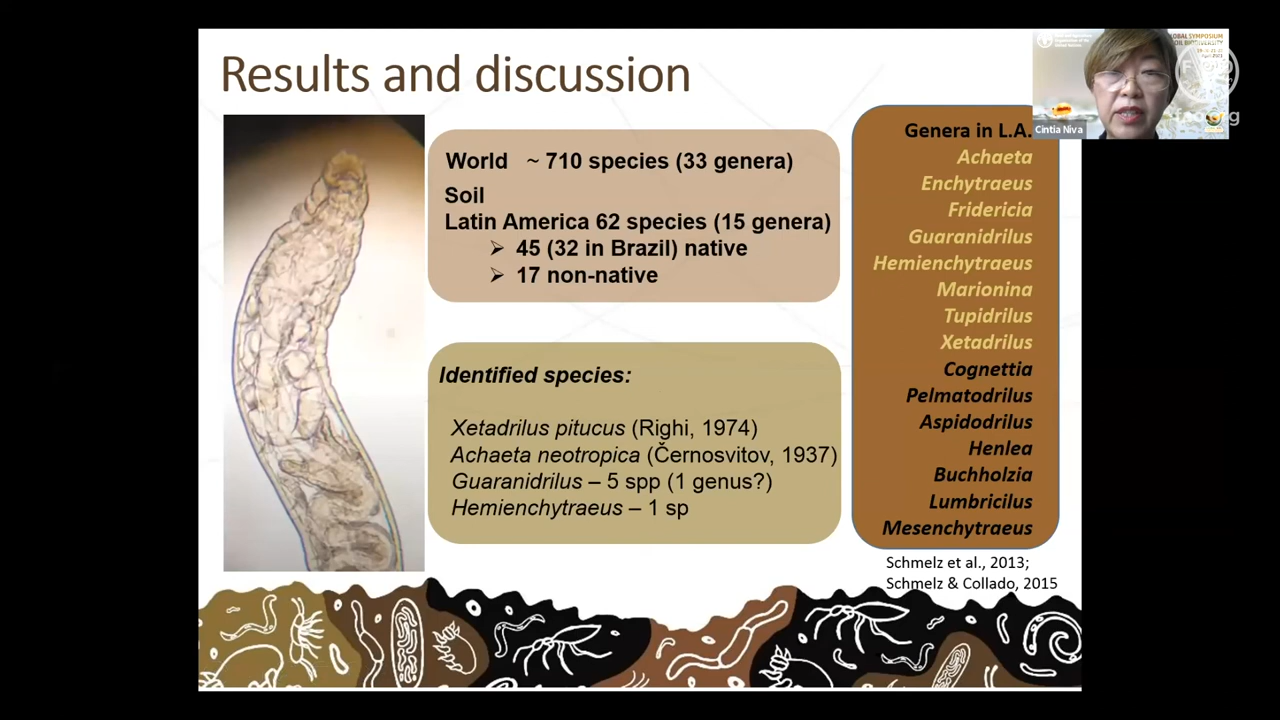 Results and discussion
World ~ 710 species (33 genera)
Soil
Latin America 62 species (15 genera)
➢ 45 (32 in Brazil) native
➢ 17 non-native
Identified species:
Xetadrilus pitucus (Righi, 1974)
Achaeta neotropica (Černosvitov, 1937)
Guaranidrilus – 5 spp (1 genus?)
Hemienchytraeus – 1 sp
Genera in L.A.
Achaeta
Enchytraeus
Fridericia
Guaranidrilus
Hemienchytraeus
Marionina
Tupidrilus
Xetadrilus
Cognettia
Pelmatodrilus
Aspidodrilus
Henlea
Buchholzia
Lumbricilus
Mesenchytraeus
Schmelz et al., 2013;
Schmelz & Collado, 2015
Cintia Niva